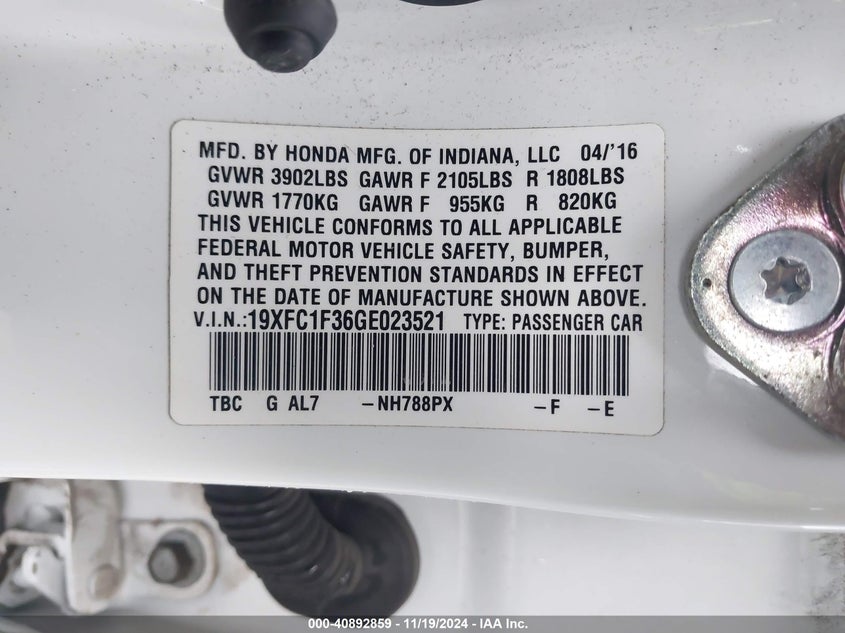 MFD. BY HONDA MFG. OF INDIANA, LLC 04/'16
GVWR 3902LBS GAWR F 2105LBS R 1808LBS
GVWR 1770KG GAWR F 955KG R 820KG
THIS VEHICLE CONFORMS TO ALL APPLICABLE
FEDERAL MOTOR VEHICLE SAFETY, BUMPER,
AND THEFT PREVENTION STANDARDS IN EFFECT
ON THE DATE OF MANUFACTURE SHOWN ABOVE.
V.I.N.:19XFC1F36GE023521 TYPE: PASSENGER CAR
TBC G AL7 -NH788PX -F -E
000-40892859 - 11/19/2024 - IAA Inc.